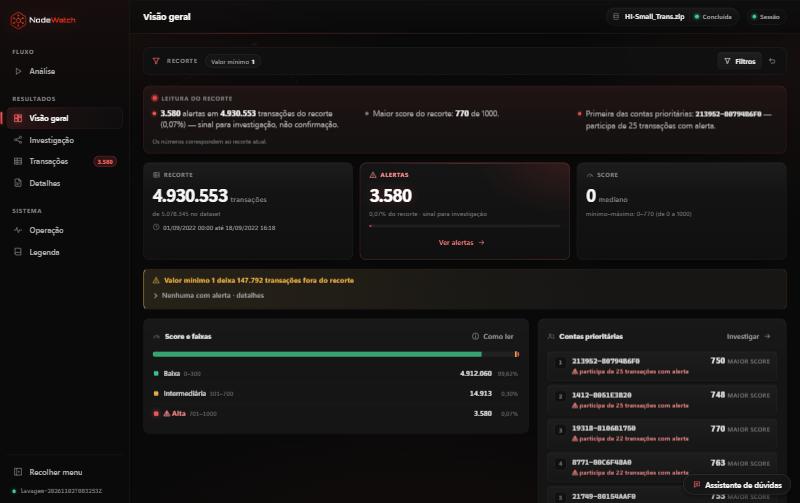 NodeWatch
Visão geral
HI-Small_Trans.zip
Concluída
Sessão
FLUXO
Análise
RESULTADOS
Visão geral
Investigação
Transações 3.580
Detalhes
SISTEMA
Operação
Legenda
Recolher menu
RECORTE Valor mínimo 1
Filtros
LEITURA DO RECORTE
3.580 alertas em 4.930.553 transações do recorte
(0,07%) — sinal para investigação, não confirmação.
Maior score do recorte: 770 de 1000.
Primeira das contas prioritárias: 213952-80794B6F0 —
participa de 25 transações com alerta.
Os números correspondem ao recorte atual.
RECORTE
4.930.553 transações
de 5.078.345 no dataset
01/09/2022 00:00 até 18/09/2022 16:18
ALERTAS
3.580
0,07% do recorte · sinal para investigação
Ver alertas →
SCORE
0 mediano
mínimo–máximo: 0–770 (de 0 a 1000)
Valor mínimo 1 deixa 147.792 transações fora do recorte
Nenhuma com alerta · detalhes
Score e faixas
Como ler
Baixa 0–300 4.912.060 99,62%
Intermediária 301–700 14.913 0,30%
Alta 701–1000 3.580 0,07%
Contas prioritárias
Investigar →
1 213952-80794B6F0 750 MAIOR SCORE
participa de 25 transações com alerta
2 1412-8051E3820 748 MAIOR SCORE
participa de 25 transações com alerta
3 19318-8106B1750 770 MAIOR SCORE
participa de 22 transações com alerta
4 8771-80C6F48A0 763 MAIOR SCORE
participa de 22 transações com alerta
Assistente de dúvidas